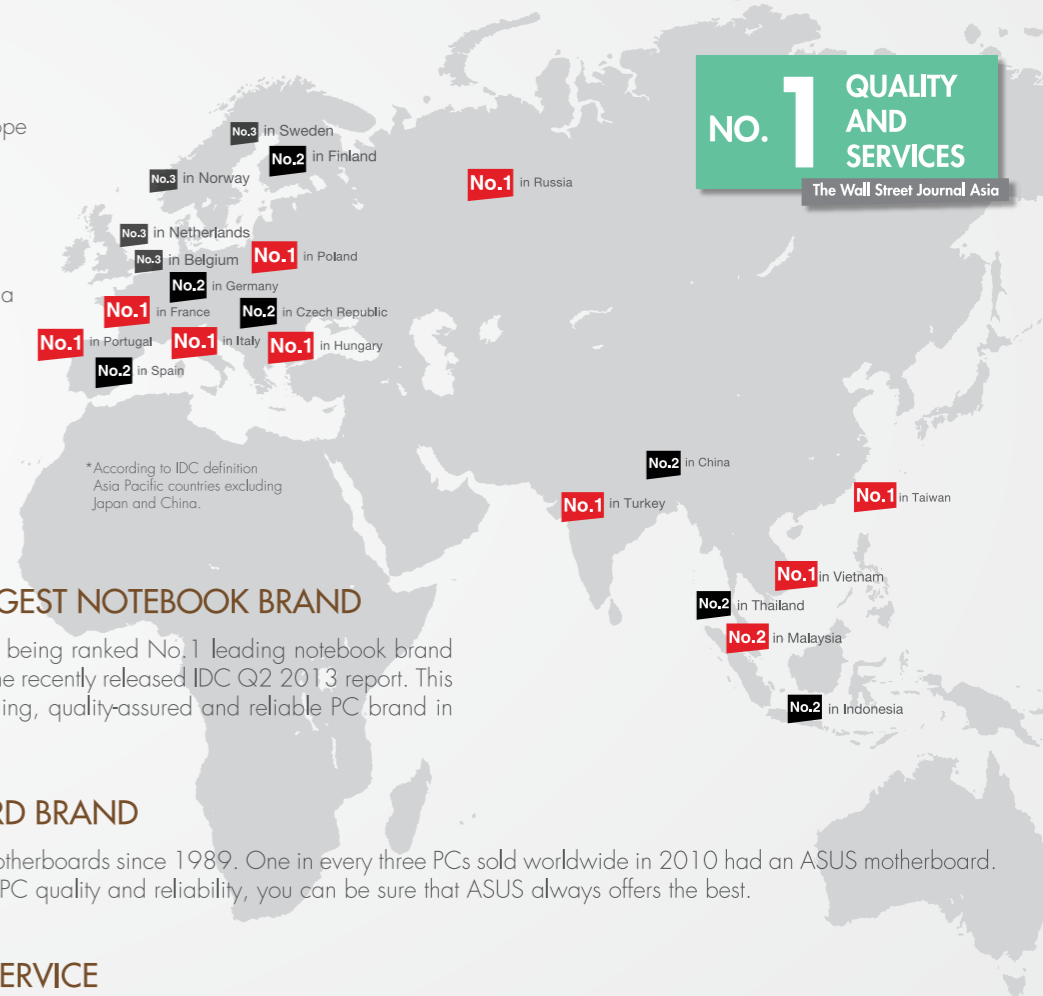 NO. 1 QUALITY
AND
SERVICES
The Wall Street Journal Asia
No.3 in Sweden
No.2 in Finland
No.3 in Norway
No.1 in Russia
No.3 in Netherlands
No.3 in Belgium
No.1 in Poland
No.2 in Germany
No.1 in France
No.2 in Czech Republic
No.1 in Portugal
No.1 in Italy
No.1 in Hungary
No.2 in Spain
*According to IDC definition
Asia Pacific countries excluding
Japan and China.
No.2 in China
No.1 in Turkey
No.1 in Taiwan
No.1 in Vietnam
No.2 in Thailand
No.2 in Malaysia
No.2 in Indonesia
NOTEBOOK BRAND
being ranked No.1 leading notebook brand
recently released IDC Q2 2013 report. This
quality-assured and reliable PC brand in
BRAND
since 1989. One in every three PCs sold worldwide in 2010 had an ASUS motherboard.
PC quality and reliability, you can be sure that ASUS always offers the best.